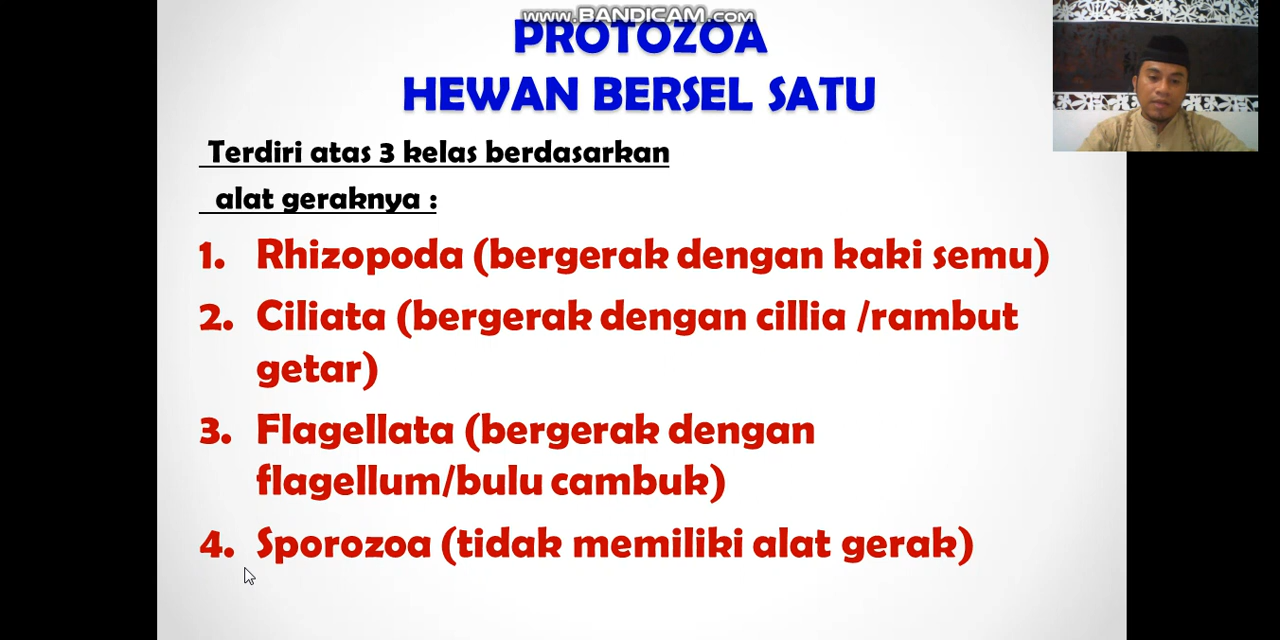 www.BANDICAM.com
PROTOZOA
HEWAN BERSEL SATU
Terdiri atas 3 kelas berdasarkan
alat geraknya :
1. Rhizopoda (bergerak dengan kaki semu)
2. Ciliata (bergerak dengan cillia /rambut
getar)
3. Flagellata (bergerak dengan
flagellum/bulu cambuk)
4. Sporozoa (tidak memiliki alat gerak)